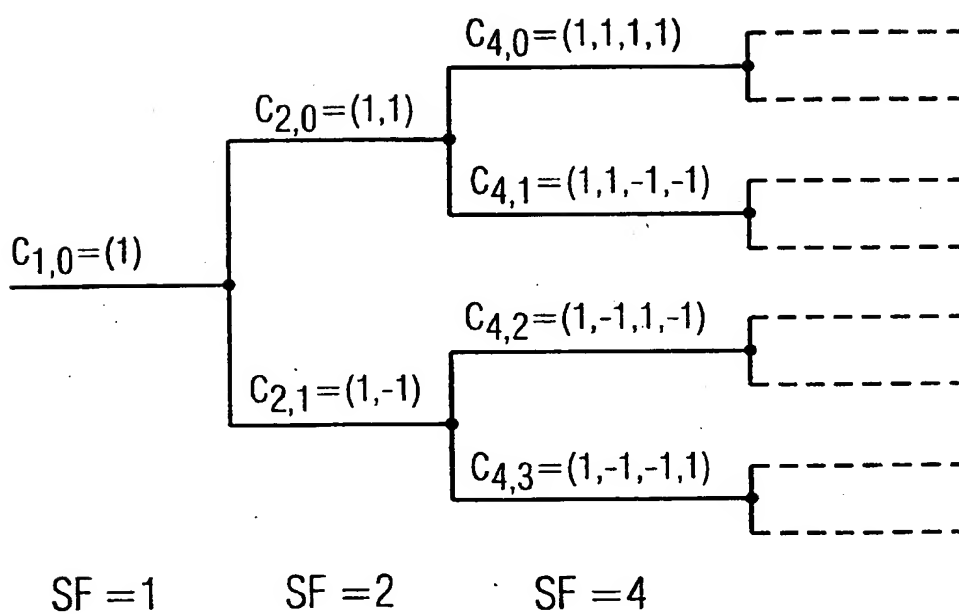 C4,0=(1,1,1,1)
C2,0=(1,1)
C4,1=(1,1,-1,-1)
C1,0=(1)
C4,2=(1,-1,1,-1)
C2,1=(1,-1)
C4,3=(1,-1,-1,1)
SF =1 SF =2 SF =4